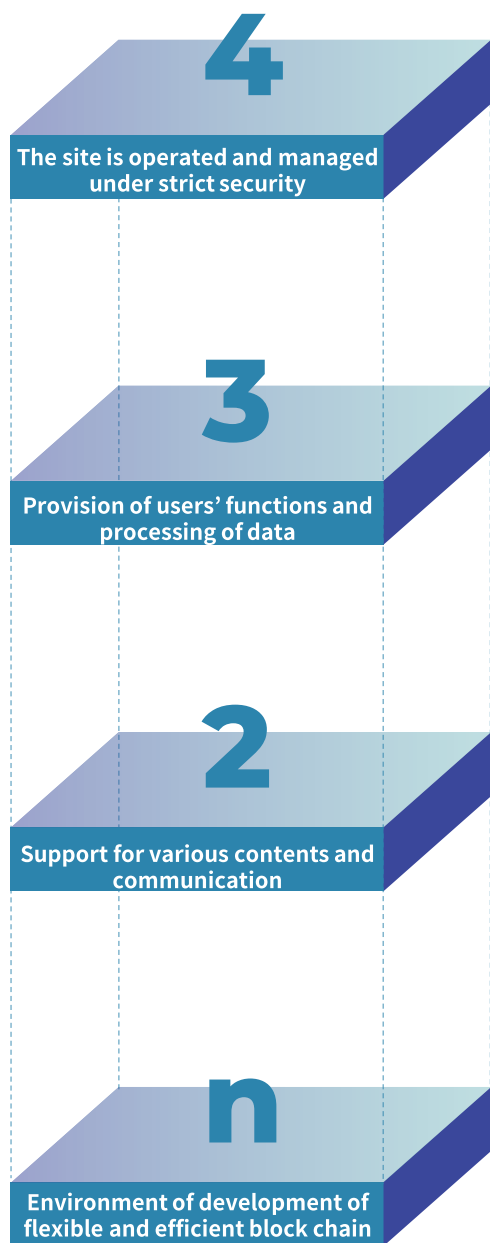 4
The site is operated and managed
under strict security
3
Provision of users’ functions and
processing of data
2
Support for various contents and
communication
n
Environment of development of
flexible and efficient block chain